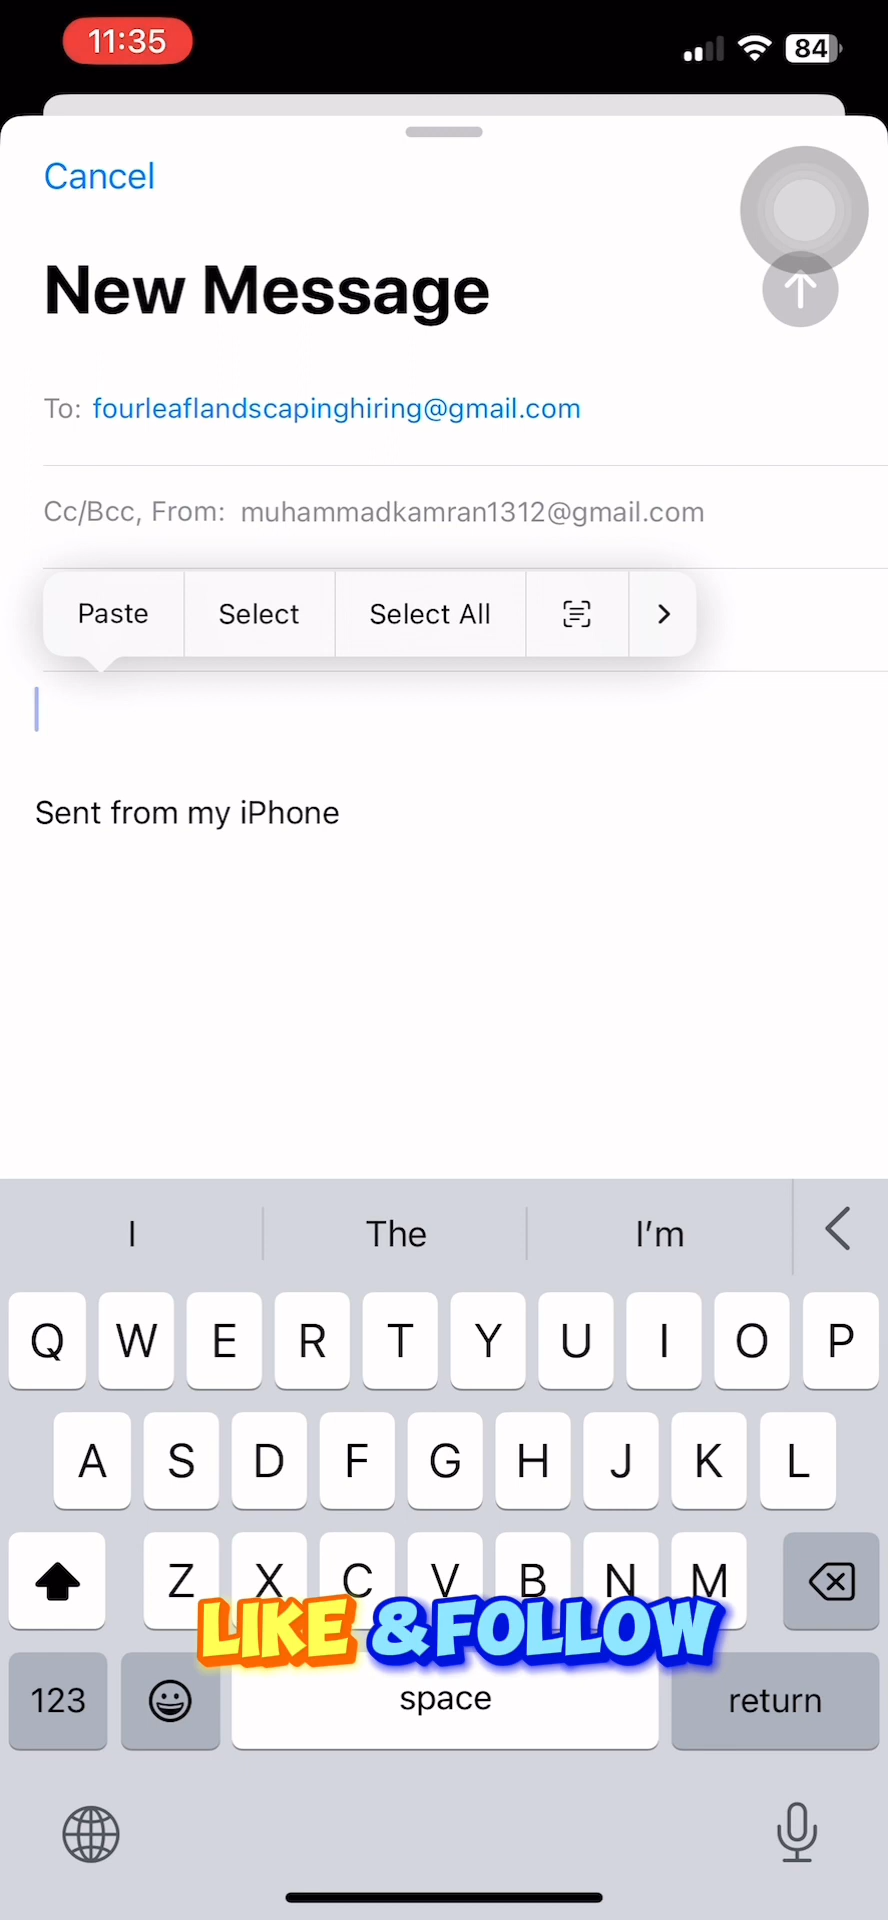 11:35
84
Cancel
New Message
To: fourleaflandscapinghiring@gmail.com
Cc/Bcc, From: muhammadkamran1312@gmail.com
Paste Select Select All
Sent from my iPhone
I The I'm
Q W E R T Y U I O P
A S D F G H J K L
Z X C V B N M
LIKE &FOLLOW
123 space return